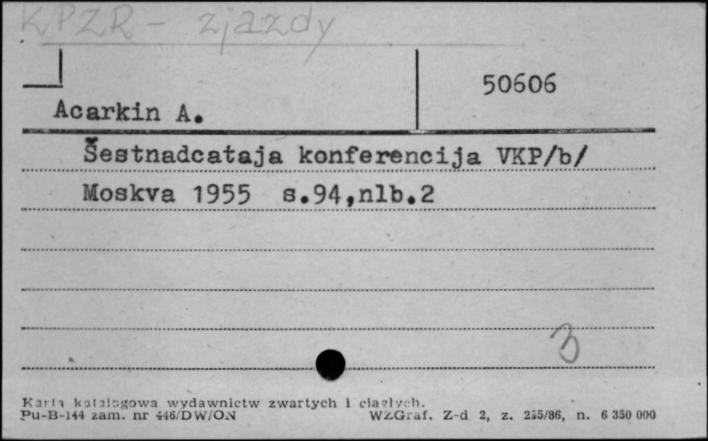 KPZR - zjazdy
50606
Acarkin A.
Šestnadcataja konferencija VKP/b/
Moskva 1955 s.94,nlb.2
3
Karta katalogowa wydawnictw zwartych i ciągłych.
Pu-B-144 zam. nr 446/DW/ON WZGraf. Z-d 2, z. 255/86, n. 6 350 000